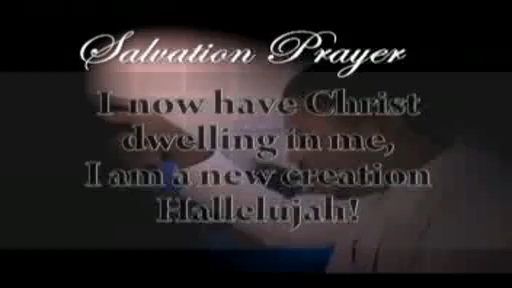 Salvation Prayer
I now have Christ
dwelling in me,
I am a new creation
Hallelujah!